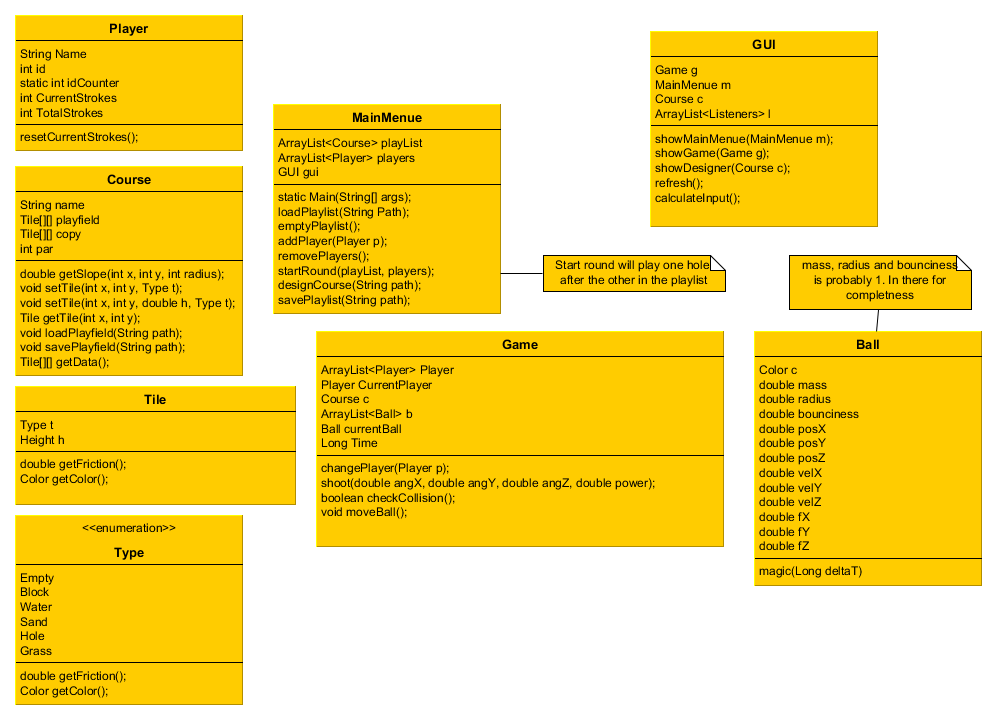 Player
String Name
int id
static int idCounter
int CurrentStrokes
int TotalStrokes
resetCurrentStrokes();
Course
String name
Tile[][] playfield
Tile[][] copy
int par
double getSlope(int x, int y, int radius);
void setTile(int x, int y, Type t);
void setTile(int x, int y, double h, Type t);
Tile getTile(int x, int y);
void loadPlayfield(String path);
void savePlayfield(String path);
Tile[][] getData();
Tile
Type t
Height h
double getFriction();
Color getColor();
<<enumeration>>
Type
Empty
Block
Water
Sand
Hole
Grass
double getFriction();
Color getColor();
MainMenue
ArrayList<Course> playList
ArrayList<Player> players
GUI gui
static Main(String[] args);
loadPlaylist(String Path);
emptyPlaylist();
addPlayer(Player p);
removePlayers();
startRound(playList, players);
designCourse(String path);
savePlaylist(String path);
Start round will play one hole
after the other in the playlist
Game
ArrayList<Player> Player
Player CurrentPlayer
Course c
ArrayList<Ball> b
Ball currentBall
Long Time
changePlayer(Player p);
shoot(double angX, double angY, double angZ, double power);
boolean checkCollision();
void moveBall();
GUI
Game g
MainMenue m
Course c
ArrayList<Listeners> l
showMainMenue(MainMenue m);
showGame(Game g);
showDesigner(Course c);
refresh();
calculateInput();
mass, radius and bounciness
is probably 1. In there for
completness
Ball
Color c
double mass
double radius
double bounciness
double posX
double posY
double posZ
double velX
double velY
double velZ
double fX
double fY
double fZ
magic(Long deltaT)